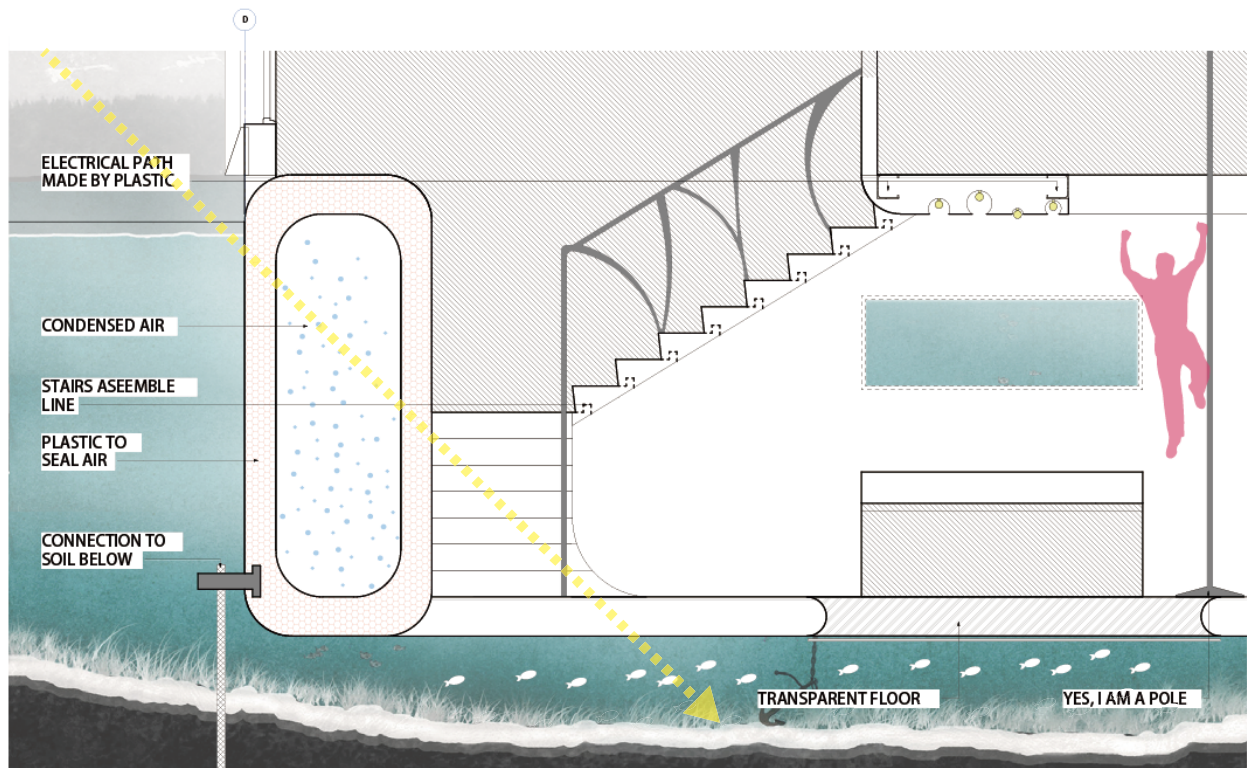 D
ELECTRICAL PATH
MADE BY PLASTIC
CONDENSED AIR
STAIRS ASEEMBLE
LINE
PLASTIC TO
SEAL AIR
CONNECTION TO
SOIL BELOW
TRANSPARENT FLOOR
YES, I AM A POLE